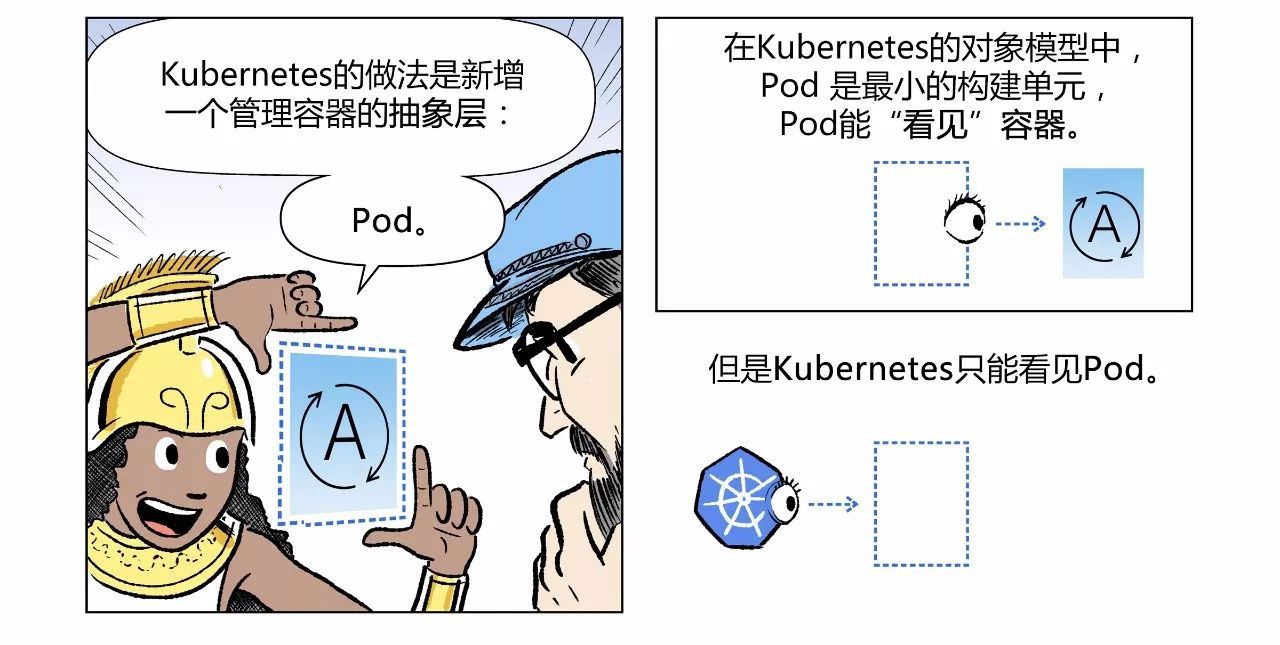 Kubernetes的做法是新增
一个管理容器的抽象层：
Pod。
A
在Kubernetes的对象模型中，
Pod 是最小的构建单元，
Pod能“看见”容器。
A
但是Kubernetes只能看见Pod。